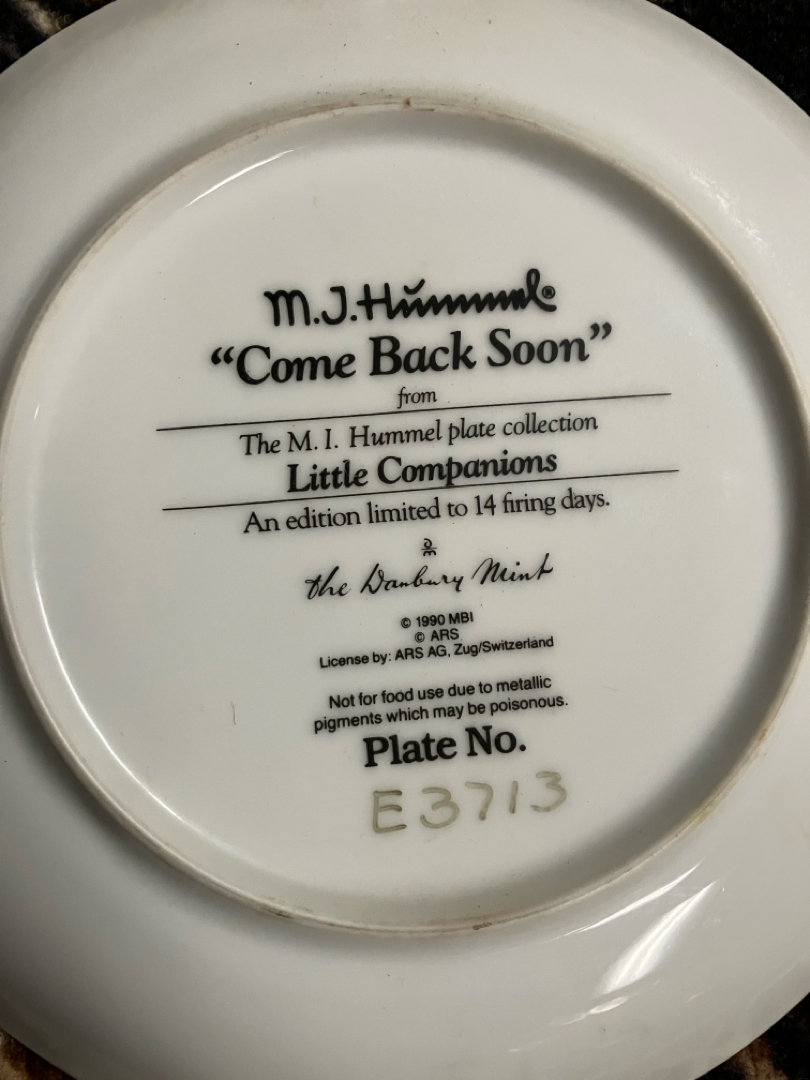 M.J.Hummel®
“Come Back Soon”
from
The M. I. Hummel plate collection
Little Companions
An edition limited to 14 firing days.
the Danbury Mint
© 1990 MBI
© ARS
License by: ARS AG, Zug/Switzerland
Not for food use due to metallic
pigments which may be poisonous.
Plate No.
E3713